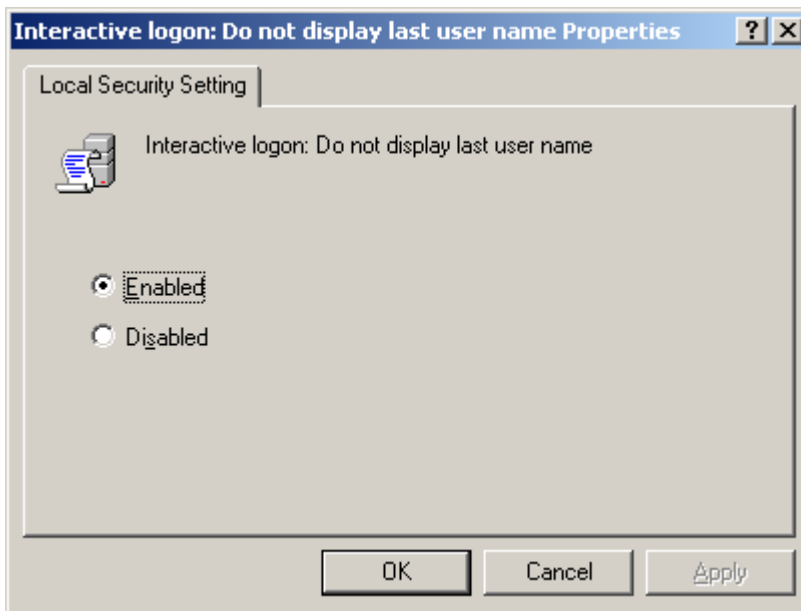 Interactive logon: Do not display last user name Properties
Local Security Setting
Interactive logon: Do not display last user name
Enabled
Disabled
OK Cancel Apply